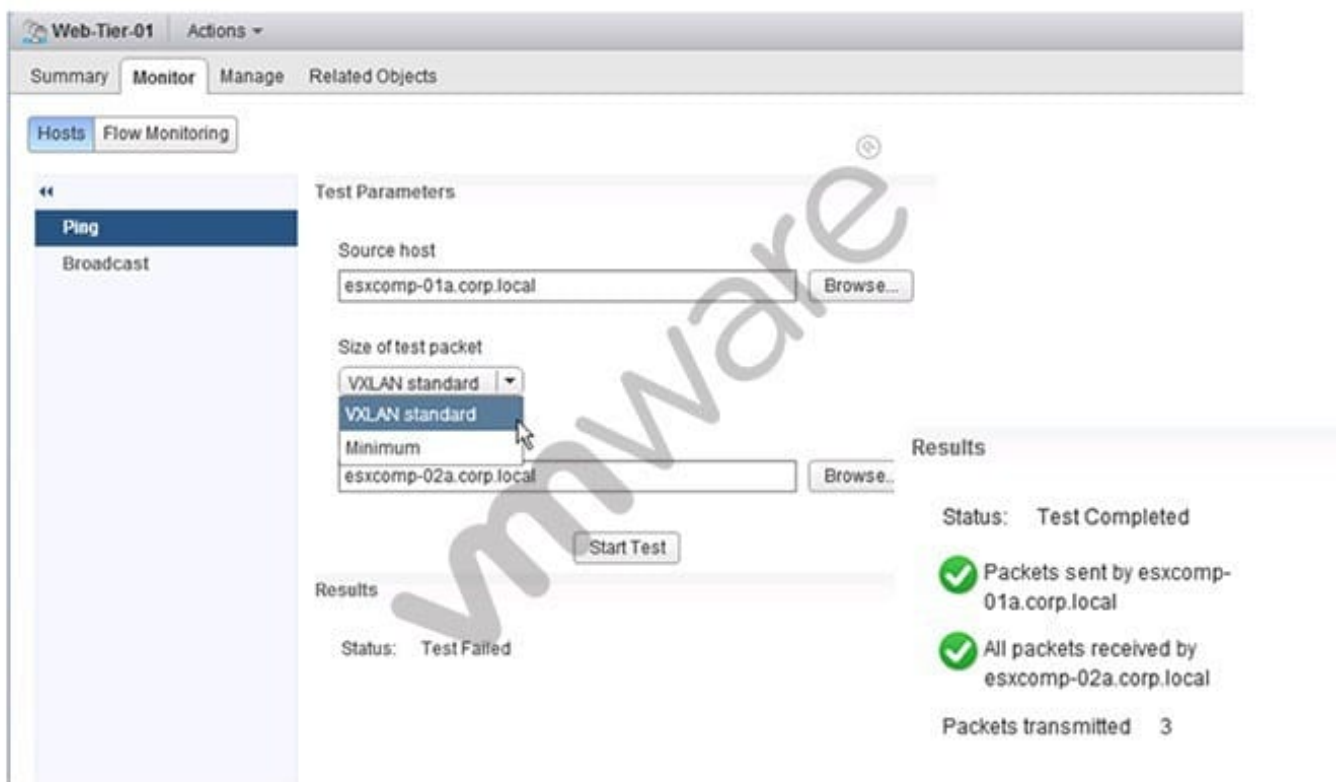 Web-Tier-01 Actions
Summary Monitor Manage Related Objects
Hosts Flow Monitoring
Ping
Broadcast
Test Parameters
Source host
esxcomp-01a.corp.local Browse...
Size of test packet
VXLAN standard
VXLAN standard
Minimum
esxcomp-02a.corp.local Browse..
Start Test
Results
Status: Test Failed
Results
Status: Test Completed
Packets sent by esxcomp-
01a.corp.local
All packets received by
esxcomp-02a.corp.local
Packets transmitted 3
vmware ®